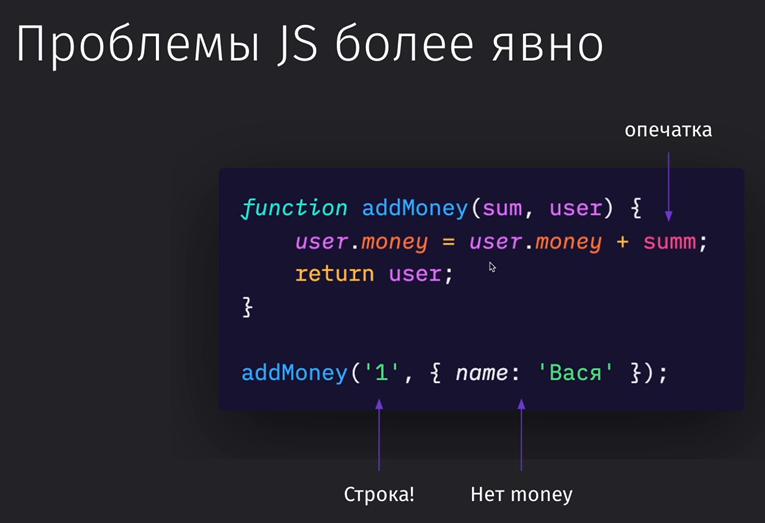 Проблемы JS более явно
опечатка
function addMoney(sum, user) {
user.money = user.money + summ;
return user;
}
addMoney('1', { name: 'Вася' });
Строка!
Нет money